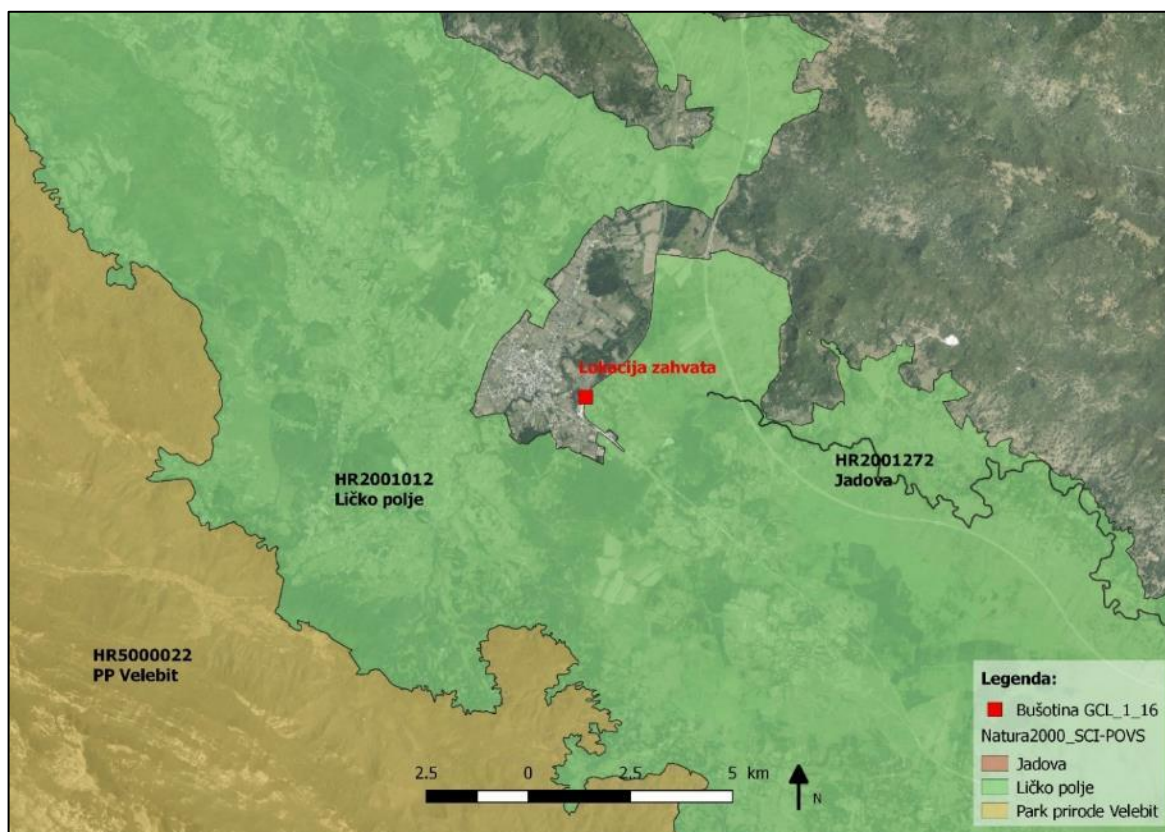 Lokacija zahvata
HR2001272
Jadova
HR2001012
Ličko polje
HR5000022
PP Velebit
Legenda:
Bušotina GCL_1_16
Natura2000_SCI-POVS
Jadova
Ličko polje
Park prirode Velebit
2.5 0 2.5 5 km
N